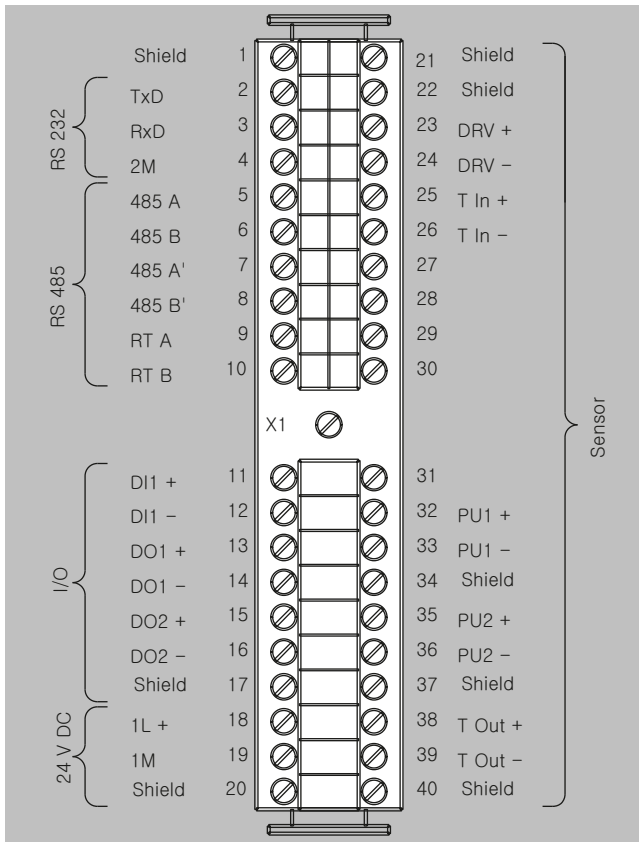 Shield 1 21 Shield
TxD 2 22 Shield
RxD 3 23 DRV +
2M 4 24 DRV -
RS 232
485 A 5 25 T In +
485 B 6 26 T In -
485 A' 7 27
485 B' 8 28
RT A 9 29
RT B 10 30
RS 485
X1
Sensor
DI1 + 11 31
DI1 - 12 32 PU1 +
DO1 + 13 33 PU1 -
DO1 - 14 34 Shield
DO2 + 15 35 PU2 +
DO2 - 16 36 PU2 -
Shield 17 37 Shield
I/O
1L + 18 38 T Out +
1M 19 39 T Out -
Shield 20 40 Shield
24 V DC